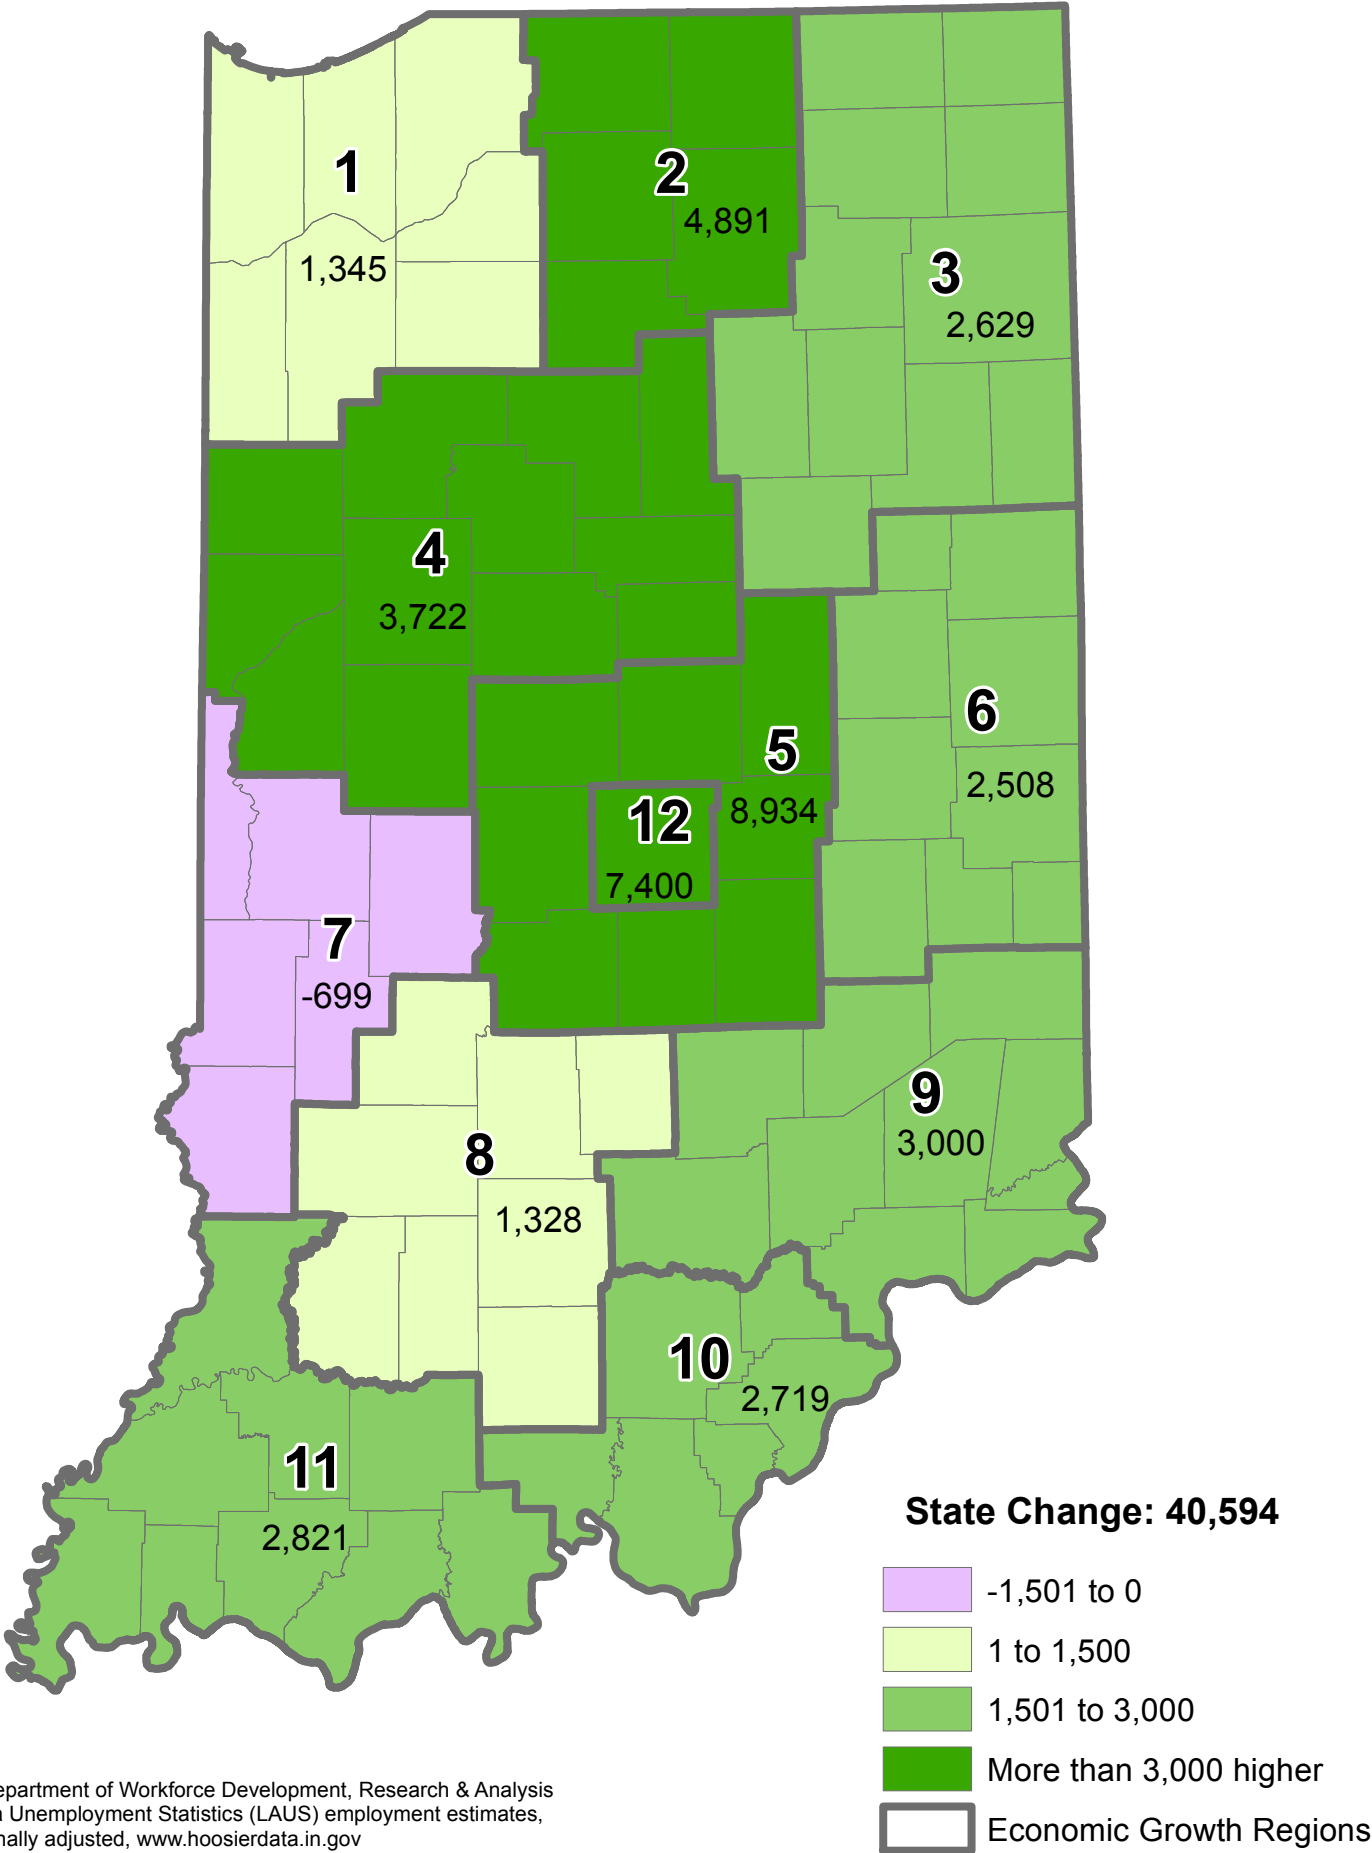 1
1,345
2
4,891
3
2,629
4
3,722
5
8,934
6
2,508
12
7,400
7
-699
8
1,328
9
3,000
10
2,719
11
2,821
State Change: 40,594
-1,501 to 0
1 to 1,500
1,501 to 3,000
More than 3,000 higher
Economic Growth Regions
of Workforce Development, Research & Analysis
Unemployment Statistics (LAUS) employment estimates,
adjusted, www.hoosierdata.in.gov